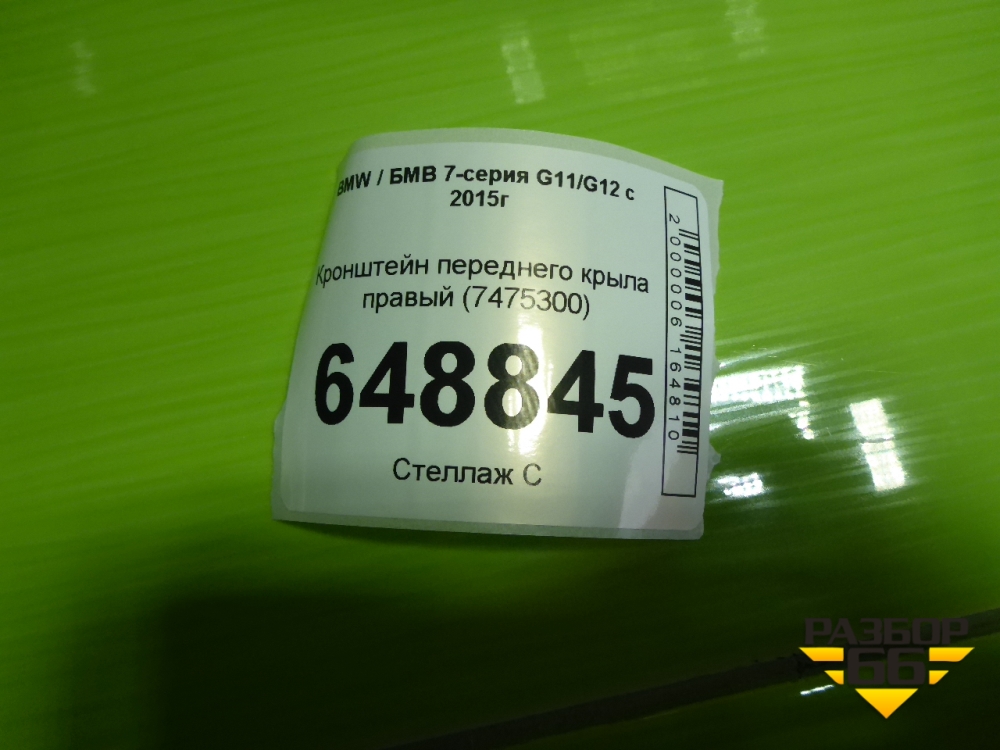 BMW / БМВ 7-серия G11/G12 с
2015г
Кронштейн переднего крыла
правый (7475300)
648845
Стеллаж С
2000006164810
РАЗБОР
66